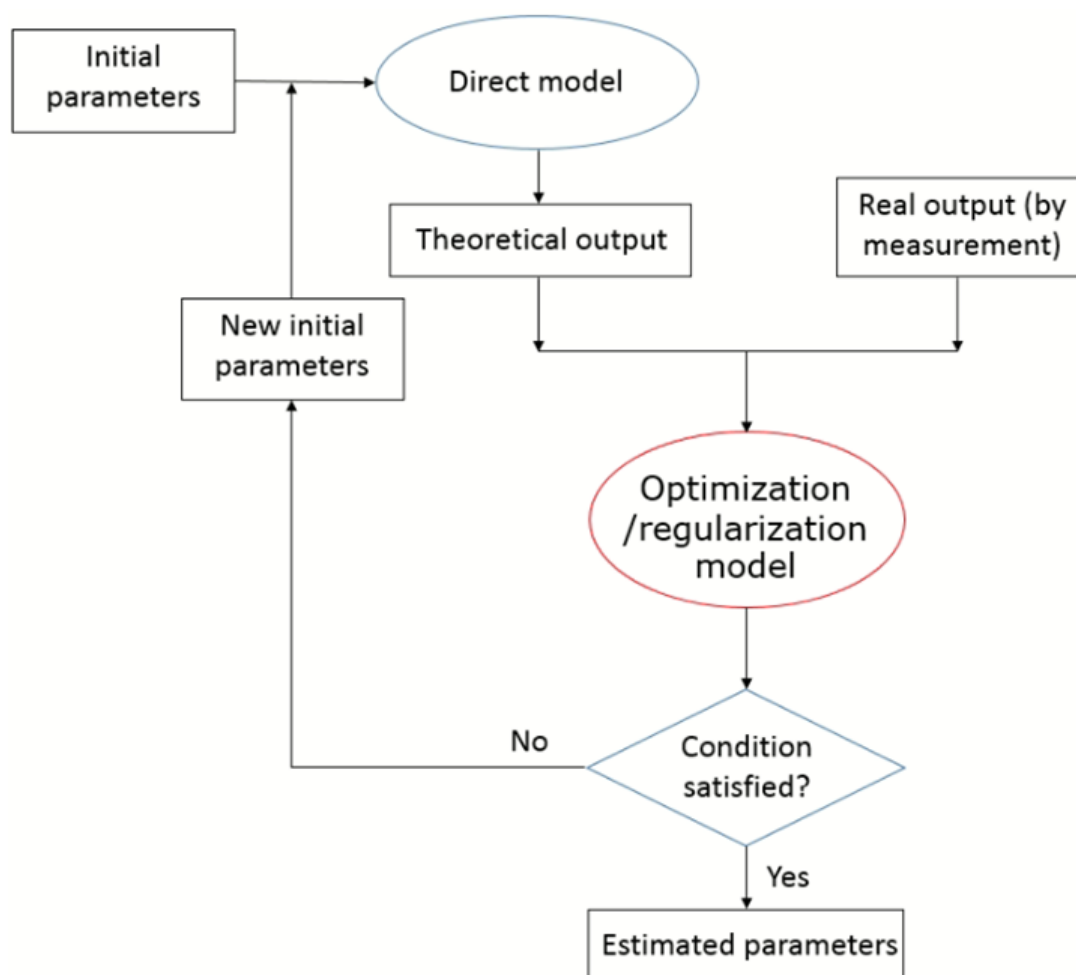 Initial
parameters
Direct model
Theoretical output
Real output (by
measurement)
New initial
parameters
Optimization
/regularization
model
No
Condition
satisfied?
Yes
Estimated parameters